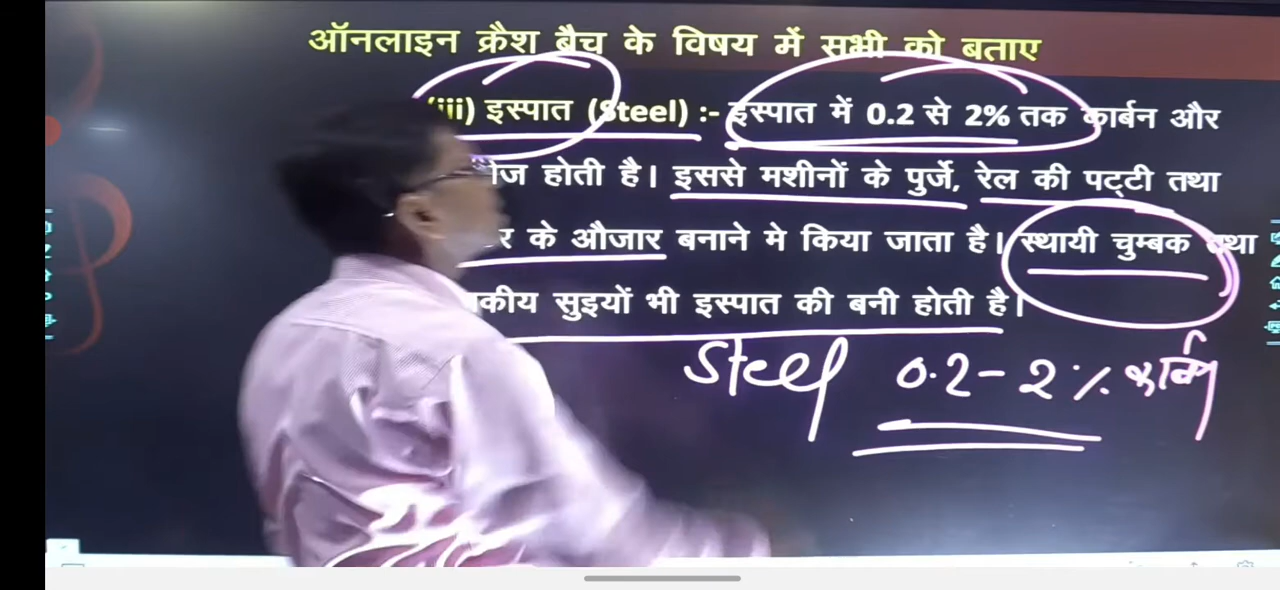 ऑनलाइन क्रैश बैच के विषय में सभी को बताए
(iii) इस्पात (Steel) :- इस्पात में 0.2 से 2% तक कार्बन और
होती है। इससे मशीनों के पुर्जे, रेल की पट्टी तथा
के औजार बनाने मे किया जाता है। स्थायी चुम्बक तथा
सुइयों भी इस्पात की बनी होती है।
Steel 0.2 - 2% कार्बन